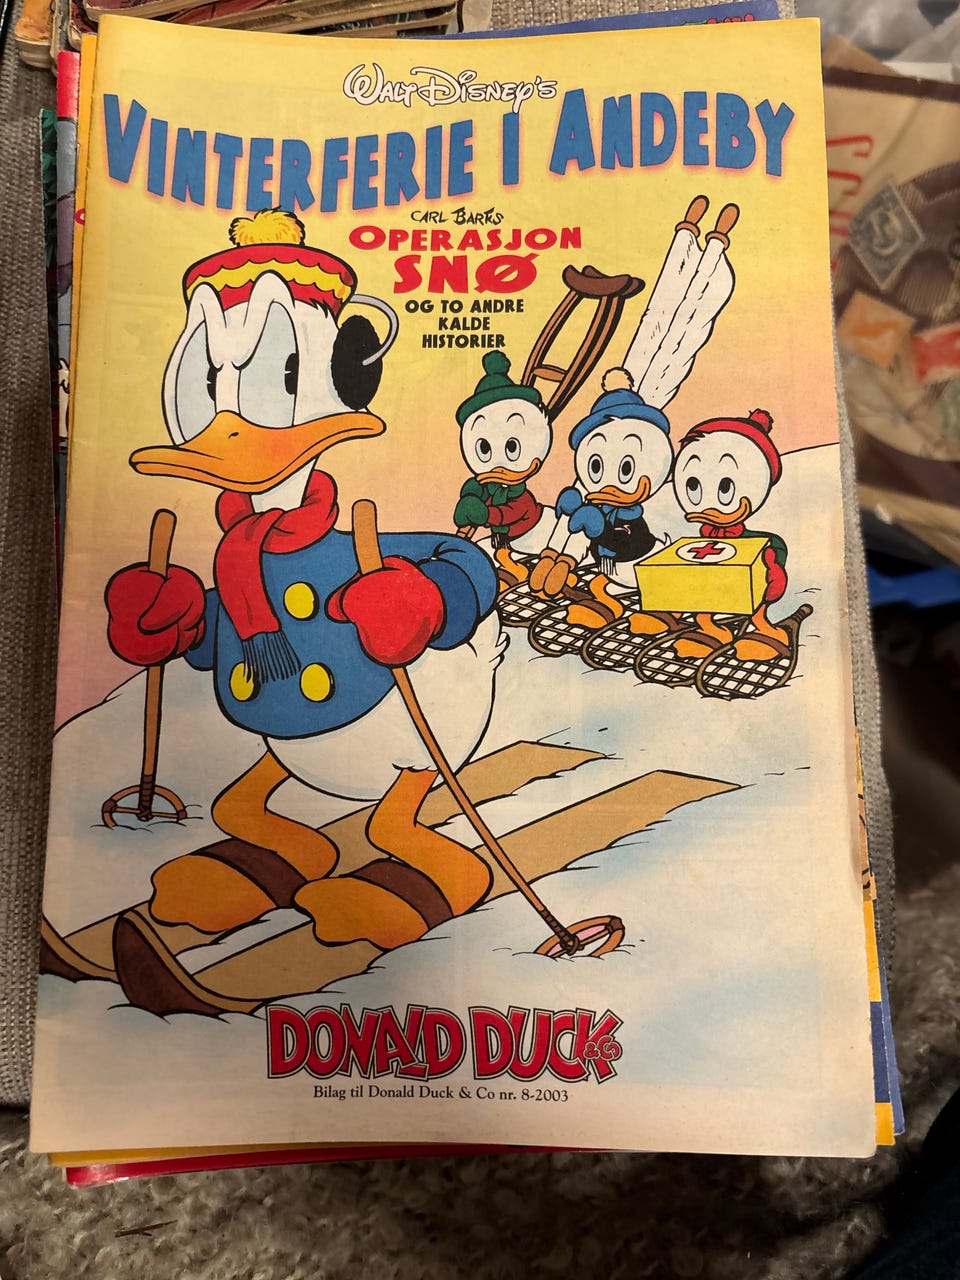 Walt Disney's
VINTERFERIE I ANDEBY
CARL BARKS
OPERASJON
SNØ
OG TO ANDRE
KALDE
HISTORIER
DONALD DUCK & Co
Bilag til Donald Duck & Co nr. 8-2003